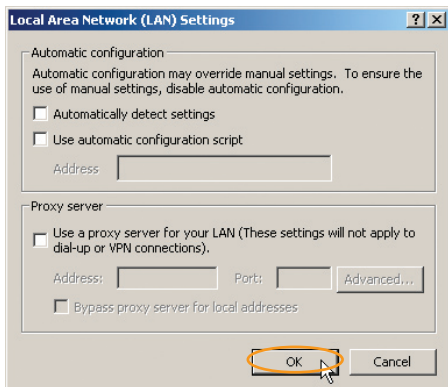 Local Area Network (LAN) Settings
Automatic configuration
Automatic configuration may override manual settings. To ensure the
use of manual settings, disable automatic configuration.
Automatically detect settings
Use automatic configuration script
Address
Proxy server
Use a proxy server for your LAN (These settings will not apply to
dial-up or VPN connections).
Address:
Port:
Advanced...
Bypass proxy server for local addresses
OK
Cancel